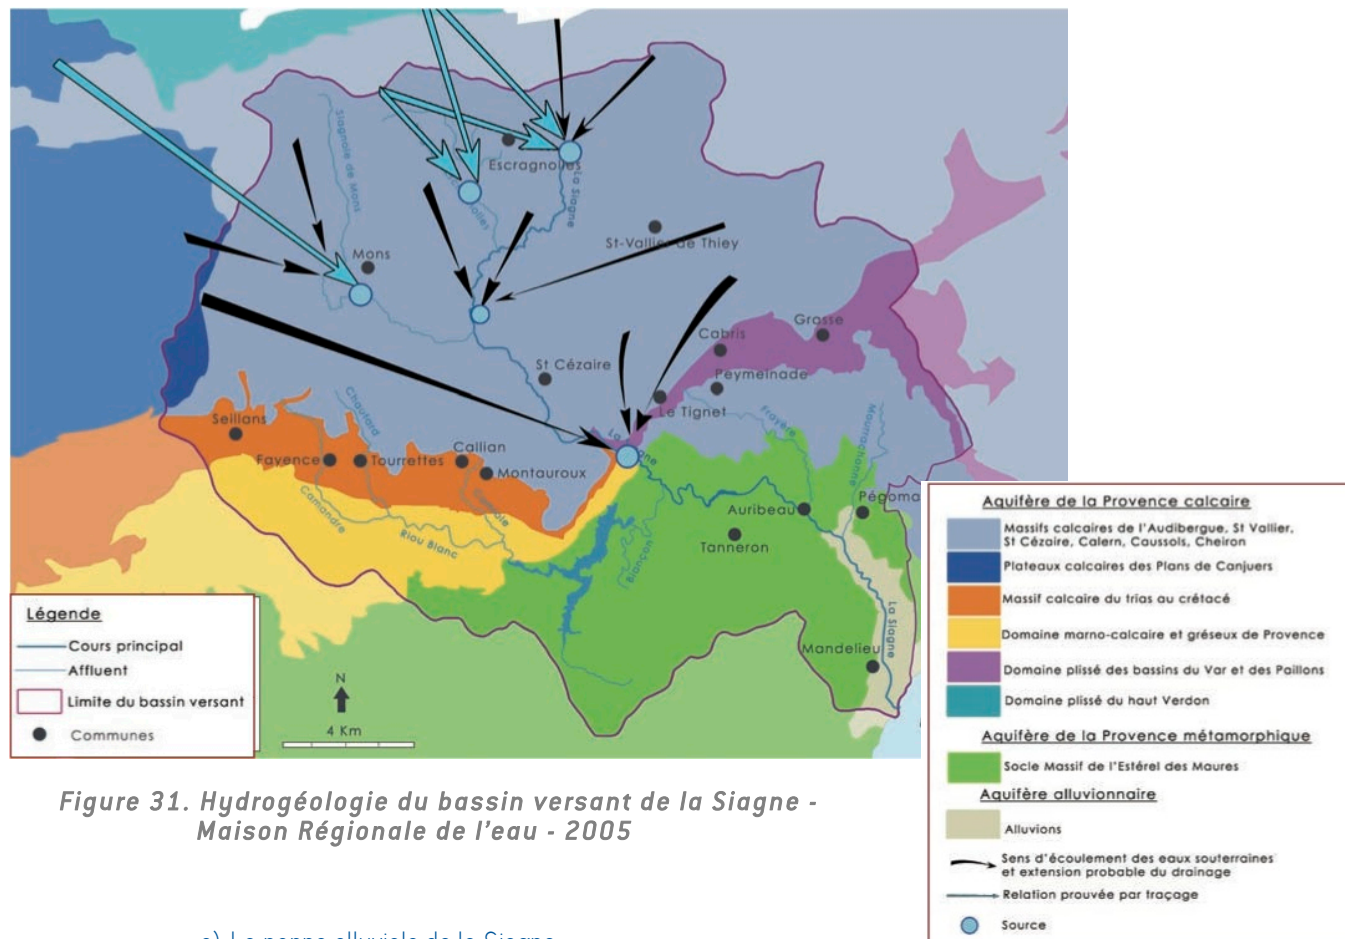 Siagnole de Mons
Escragnolles
La Siagne
St-Vallier de Thiey
Mons
Grasse
Cabris
St Cézaire
Peymeinade
Le Tignet
Chautard
Frayère
Mourachonne
Seillans
Callian
Fayence
Tourrettes
Montauroux
Camandre
Riou Blanc
Biançon
Auribeau
Tanneron
La Siagne
Mandelieu
Légende
Cours principal
Affluent
Limite du bassin versant
Communes
N
4 Km
Aquifère de la Provence calcaire
Massifs calcaires de l'Audibergue, St Vallier,
St Cézaire, Calern, Caussols, Cheiron
Plateaux calcaires des Plans de Canjuers
Massif calcaire du trias au crétacé
Domaine marno-calcaire et gréseux de Provence
Domaine plissé des bassins du Var et des Paillons
Domaine plissé du haut Verdon
Aquifère de la Provence métamorphique
Socle Massif de l'Estérel des Maures
Aquifère alluvionnaire
Alluvions
Sens d'écoulement des eaux souterraines
et extension probable du drainage
Relation prouvée par traçage
Source
Figure 31. Hydrogéologie du bassin versant de la Siagne -
Maison Régionale de l'eau - 2005